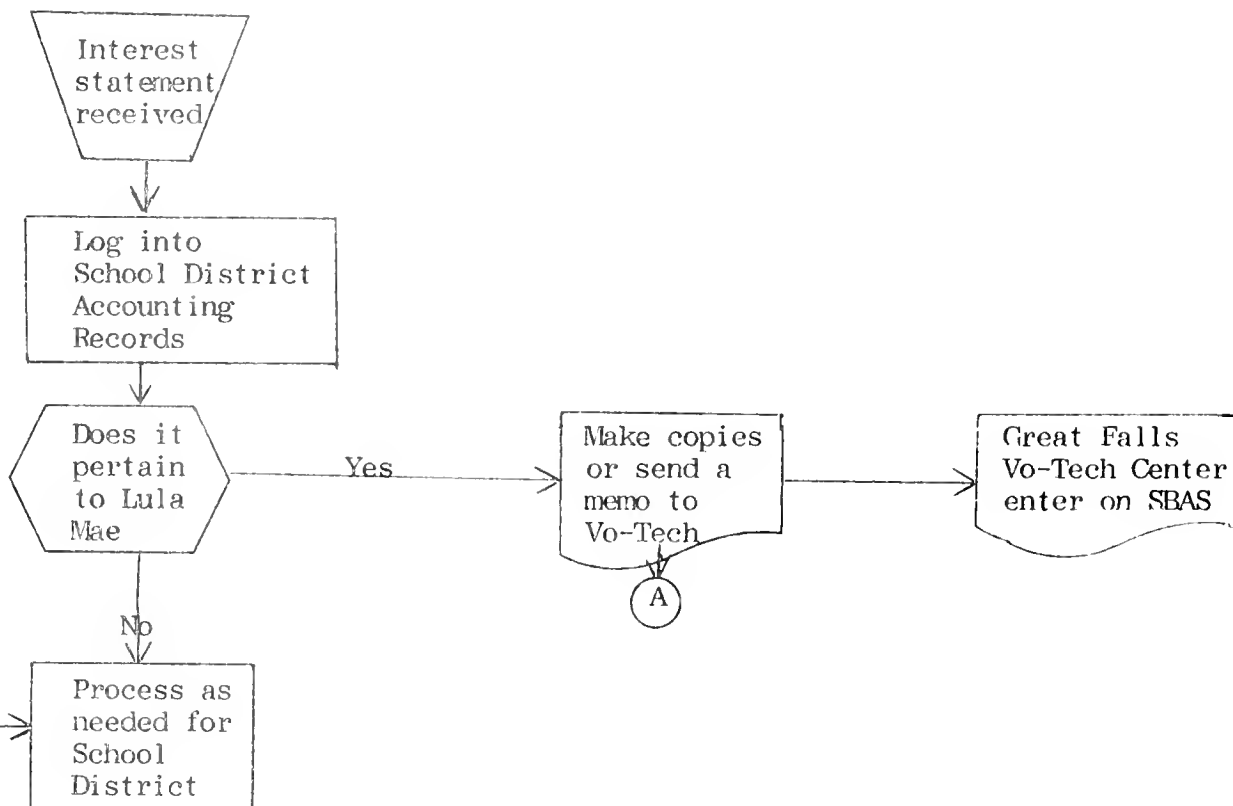 Interest
statement
received
Log into
School District
Accounting
Records
Does it
pertain
to Lula
Mae
Yes
Make copies
or send a
memo to
Vo-Tech
Great Falls
Vo-Tech Center
enter on SBAS
A
No
Process as
needed for
School
District